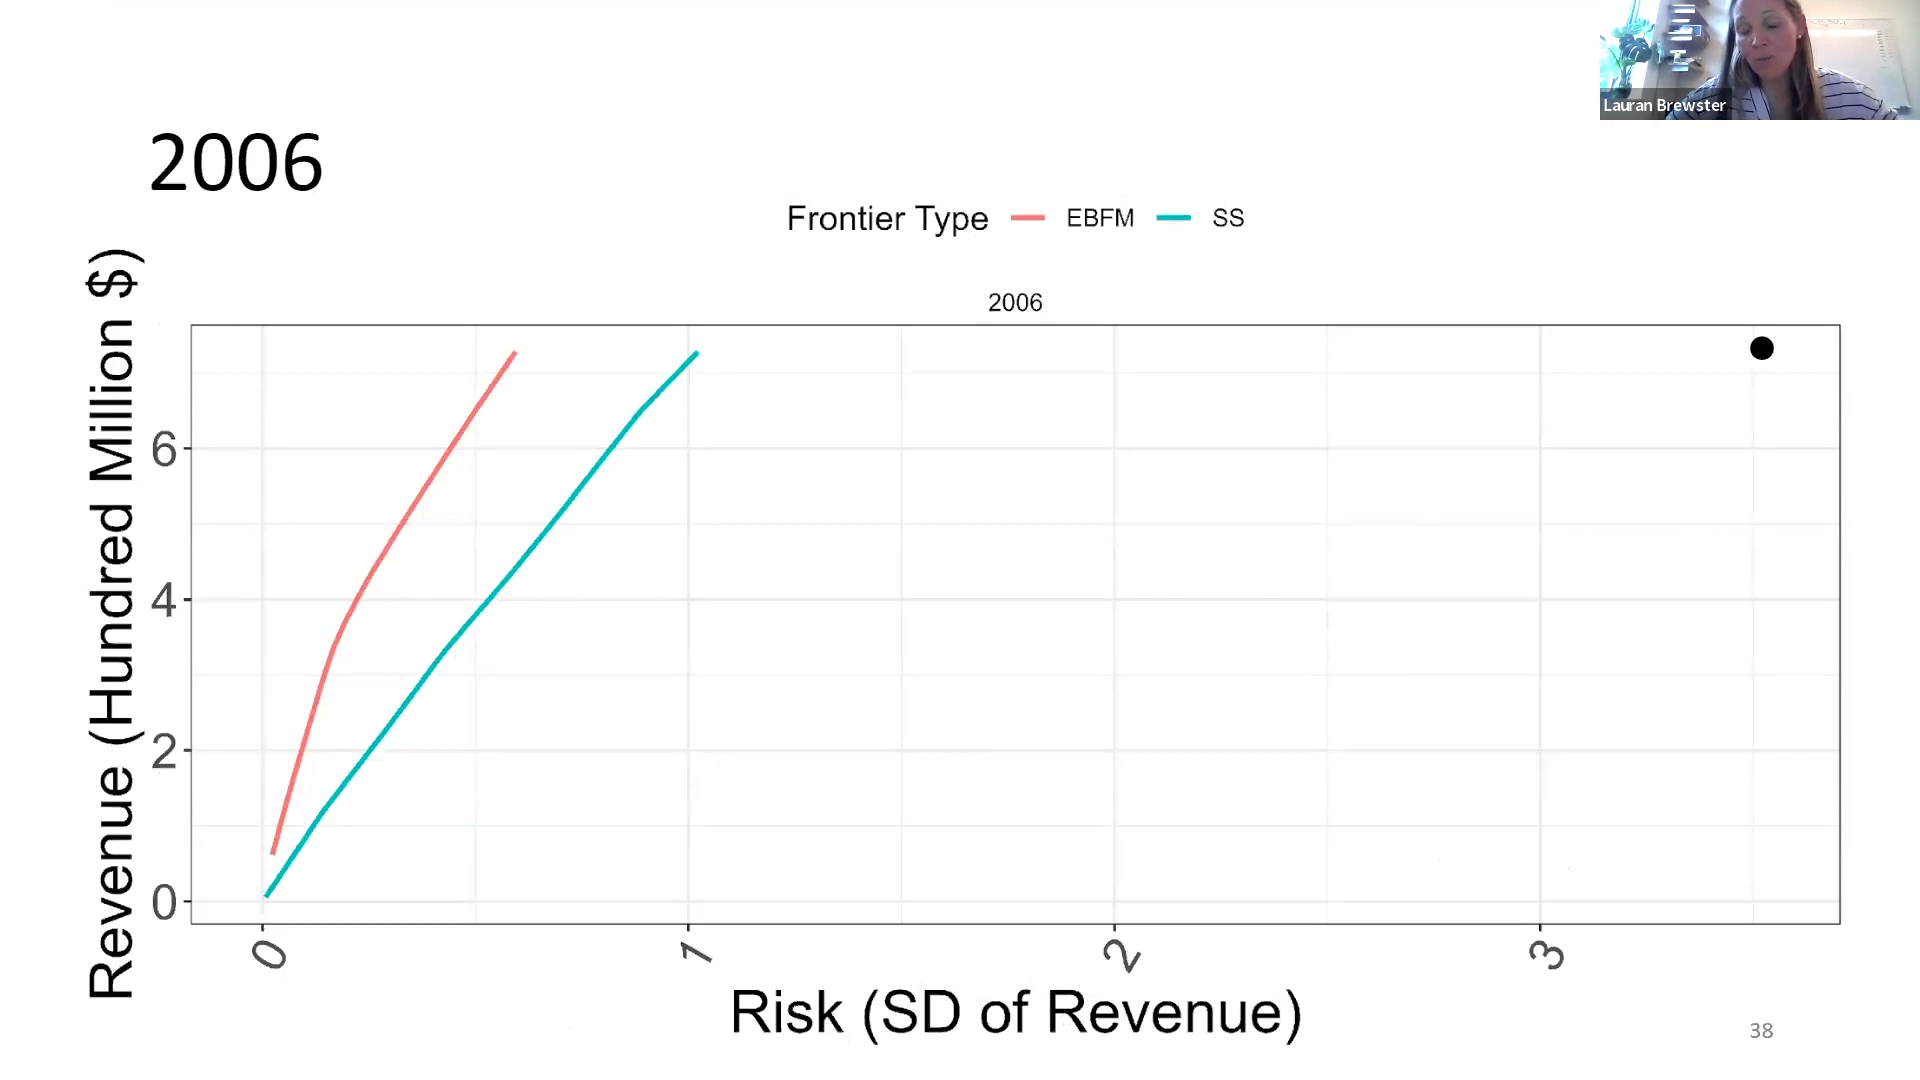 Lauran Brewster
2006
Frontier Type EBFM SS
2006
Revenue (Hundred Million $)
6
4
2
0
0 1 2 3
Risk (SD of Revenue)
38